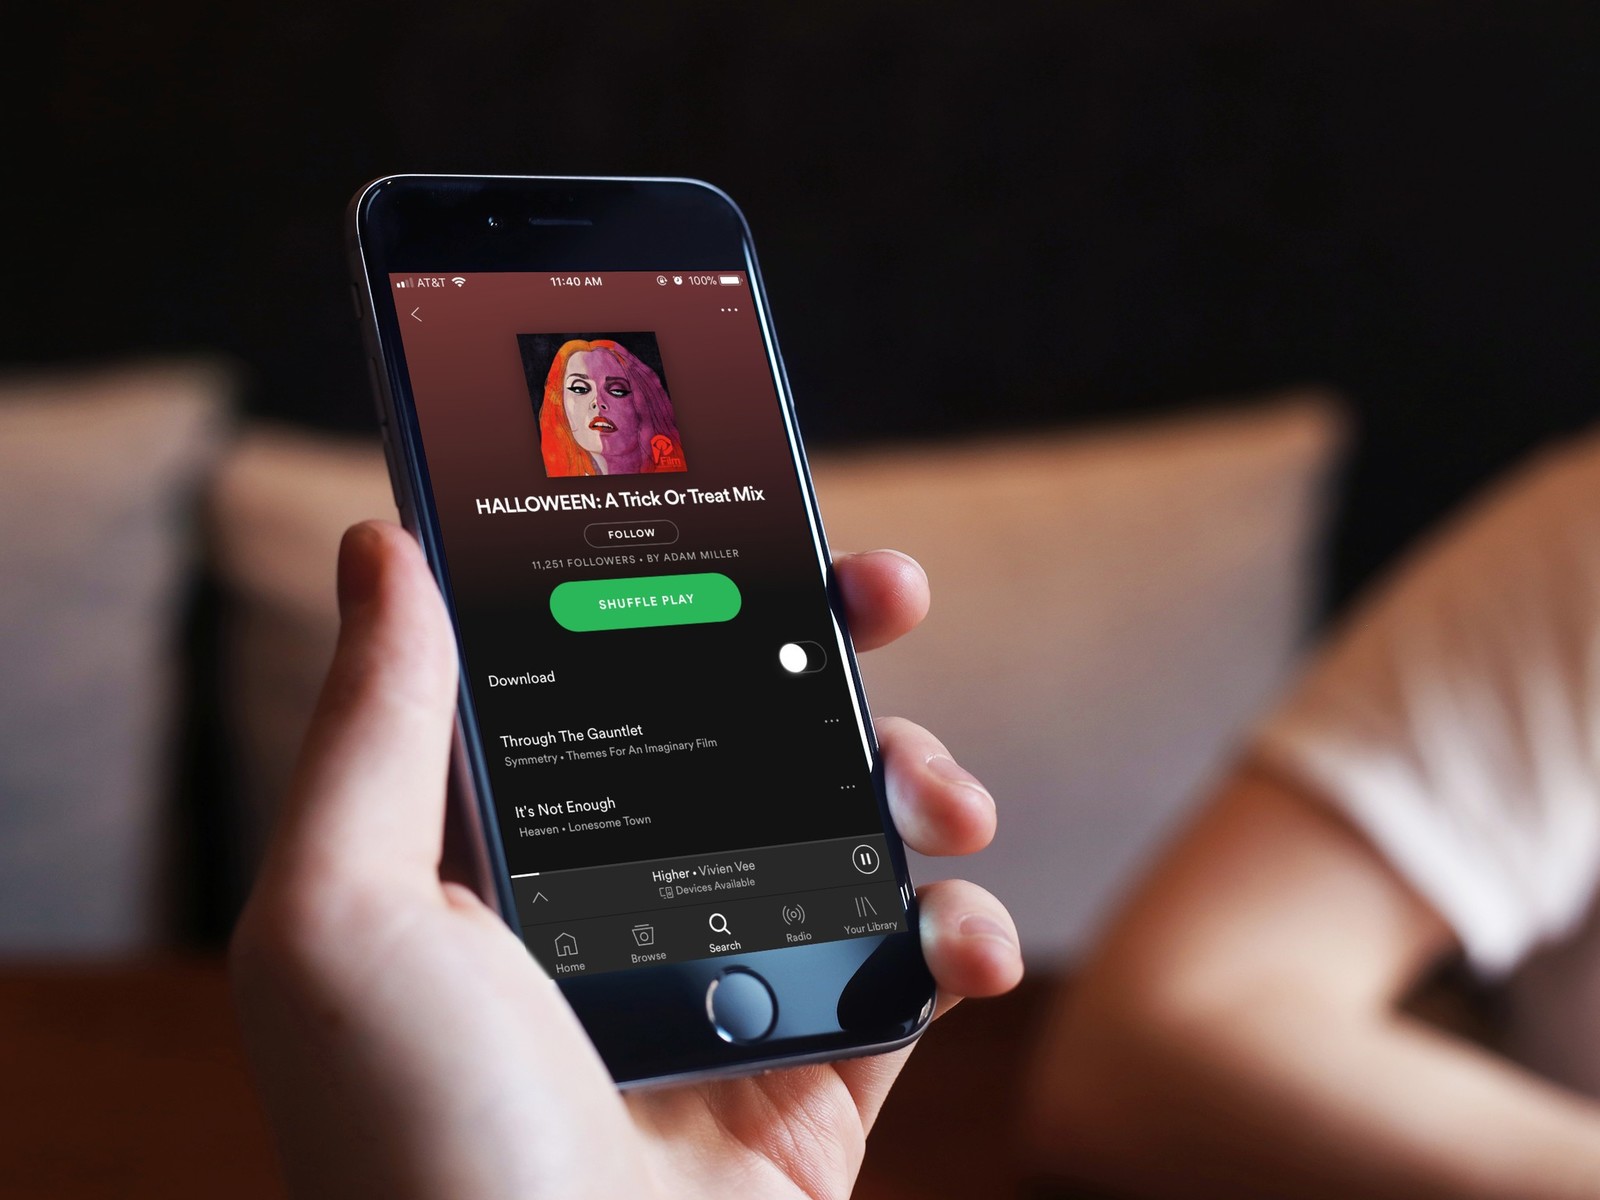 AT&T 11:40 AM 100%
Film
HALLOWEEN: A Trick Or Treat Mix
FOLLOW
11,251 FOLLOWERS • BY ADAM MILLER
SHUFFLE PLAY
Download
Through The Gauntlet
Symmetry • Themes For An Imaginary Film
It's Not Enough
Heaven • Lonesome Town
Higher • Vivien Vee
Devices Available
Home Browse Search Radio Your Library